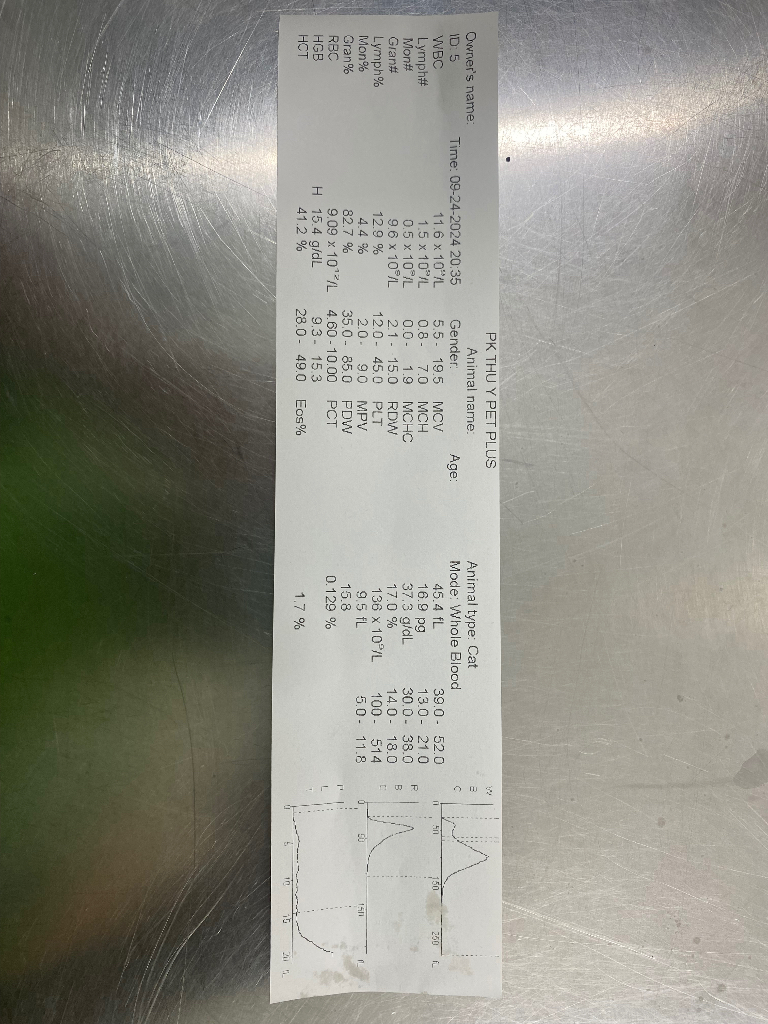 PK THU Y PET PLUS
Owner's name: Animal name: Animal type: Cat
ID: 5 Time: 09-24-2024 20:35 Gender: Age: Mode: Whole Blood
WBC 11.6 x 10⁹/L 5.5 - 19.5 MCV 45.4 fL 39.0 - 52.0
Lymph# 1.5 x 10⁹/L 0.8 - 7.0 MCH 16.9 pg 13.0 - 21.0
Mon# 0.5 x 10⁹/L 0.0 - 1.9 MCHC 37.3 g/dL 30.0 - 38.0
Gran# 9.6 x 10⁹/L 2.1 - 15.0 RDW 17.0 % 14.0 - 18.0
Lymph% 12.9 % 12.0 - 45.0 PLT 136 x 10⁹/L 100 - 514
Mon% 4.4 % 2.0 - 9.0 MPV 9.5 fL 5.0 - 11.8
Gran% 82.7 % 35.0 - 85.0 PDW 15.8
RBC 9.09 x 10¹²/L 4.60 - 10.00 PCT 0.129 %
HGB H 15.4 g/dL 9.3 - 15.3
HCT 41.2 % 28.0 - 49.0 Eos% 1.7 %
W
B
C
0 50 150 250 fL
R
B
0 50 150 fL
L
0 5 10 15 20 fL